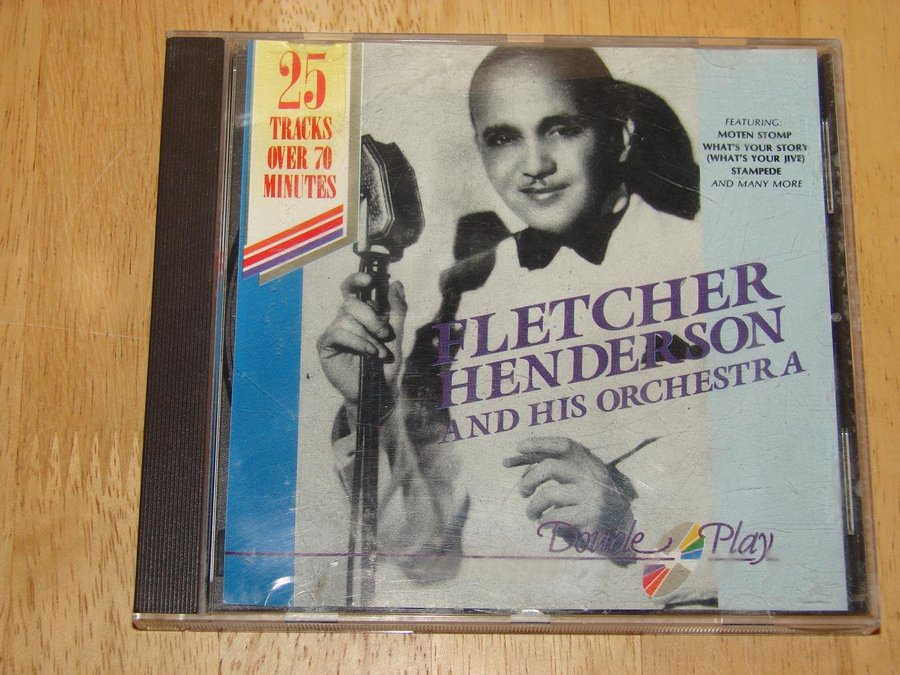 25
TRACKS
OVER 70
MINUTES
FEATURING:
MOTEN STOMP
WHAT'S YOUR STORY
(WHAT'S YOUR JIVE)
STAMPEDE
AND MANY MORE
FLETCHER
HENDERSON
AND HIS ORCHESTRA
Double Play